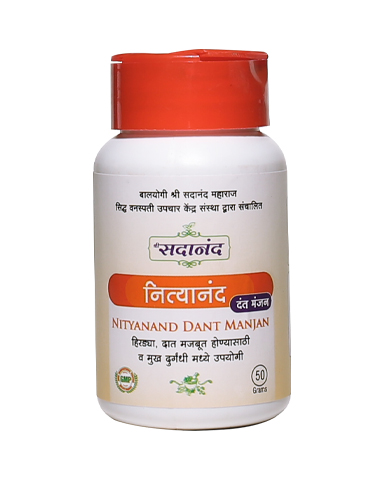 बालयोगी श्री सदानंद महाराज
सिद्ध वनस्पती उपचार केंद्र संस्था द्वारा संचालित
श्री सदानंद
नित्यानंद
दंत मंजन
NITYANAND DANT MANJAN
हिरड्या, दात मजबूत होण्यासाठी
व मुख दुर्गंधी मध्ये उपयोगी
GMP
50
Grams